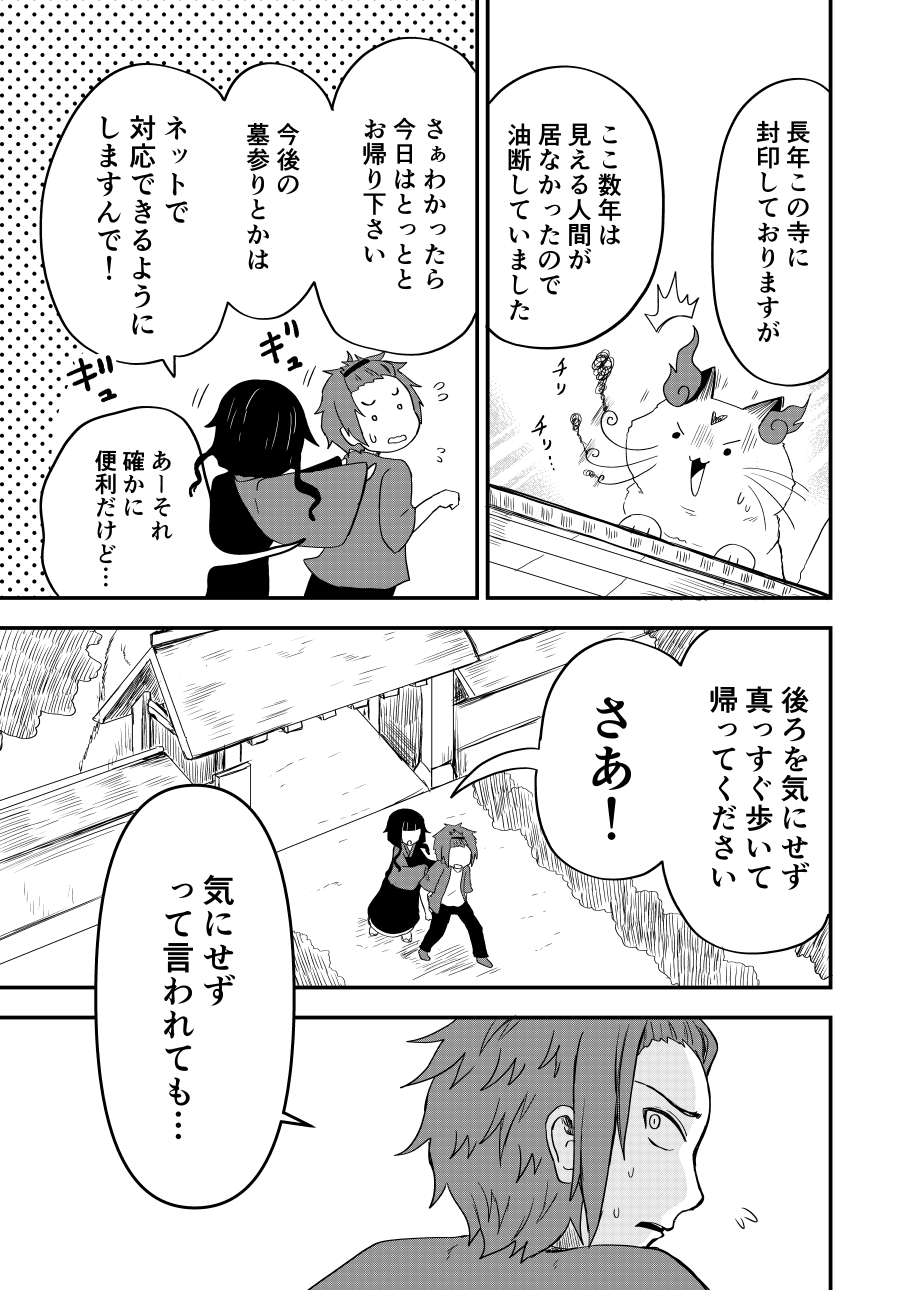 長年この寺に
封印しておりますが
ここ数年は
見える人間が
居なかったので
油断していました
チリ
チリ…
さぁわかったら
今日はとっとと
お帰り下さい
今後の
墓参りとかは
ネットで
対応できるように
しますんで！
ギュ
ギュ
あーそれ
確かに
便利だけど…
後ろを気にせず
真っすぐ歩いて
帰ってください
さあ！
気にせず
って言われても…